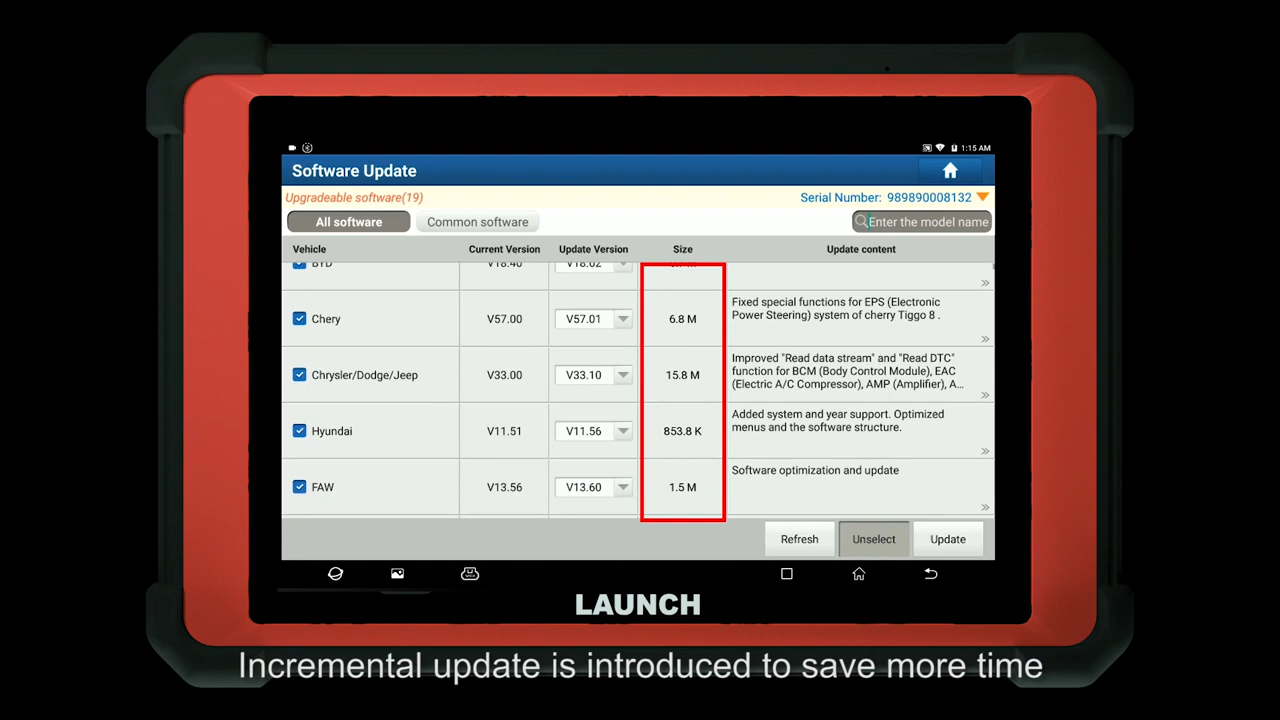 1:15 AM
Software Update
Upgradeable software(19)
Serial Number: 989890008132
All software
Common software
Enter the model name
Vehicle
Current Version
Update Version
Size
Update content
BYD
V18.40
Chery
V57.00
V57.01
6.8 M
Fixed special functions for EPS (Electronic
Power Steering) system of cherry Tiggo 8 .
Chrysler/Dodge/Jeep
V33.00
V33.10
15.8 M
Improved "Read data stream" and "Read DTC"
function for BCM (Body Control Module), EAC
(Electric A/C Compressor), AMP (Amplifier), A...
Hyundai
V11.51
V11.56
853.8 K
Added system and year support. Optimized
menus and the software structure.
FAW
V13.56
V13.60
1.5 M
Software optimization and update
Refresh
Unselect
Update
LAUNCH
Incremental update is introduced to save more time